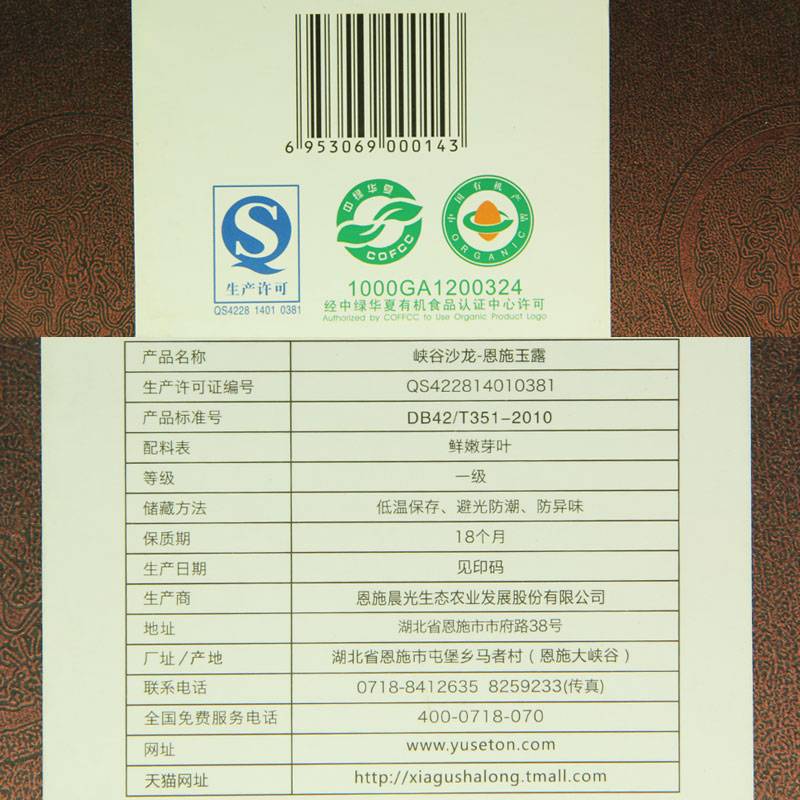 6 953069 000143
生产许可
QS4228 1401 0381
中绿华夏
COFCC
中国有机产品
ORGANIC
1000GA1200324
经中绿华夏有机食品认证中心许可
Authorized by COFFCC to Use Organic Product Logo
产品名称 峡谷沙龙-恩施玉露
生产许可证编号 QS422814010381
产品标准号 DB42/T351-2010
配料表 鲜嫩芽叶
等级 一级
储藏方法 低温保存、避光防潮、防异味
保质期 18个月
生产日期 见印码
生产商 恩施晨光生态农业发展股份有限公司
地址 湖北省恩施市市府路38号
厂址/产地 湖北省恩施市屯堡乡马者村(恩施大峡谷)
联系电话 0718-8412635 8259233(传真)
全国免费服务电话 400-0718-070
网址 www.yuseton.com
天猫网址 http://xiagushalong.tmall.com